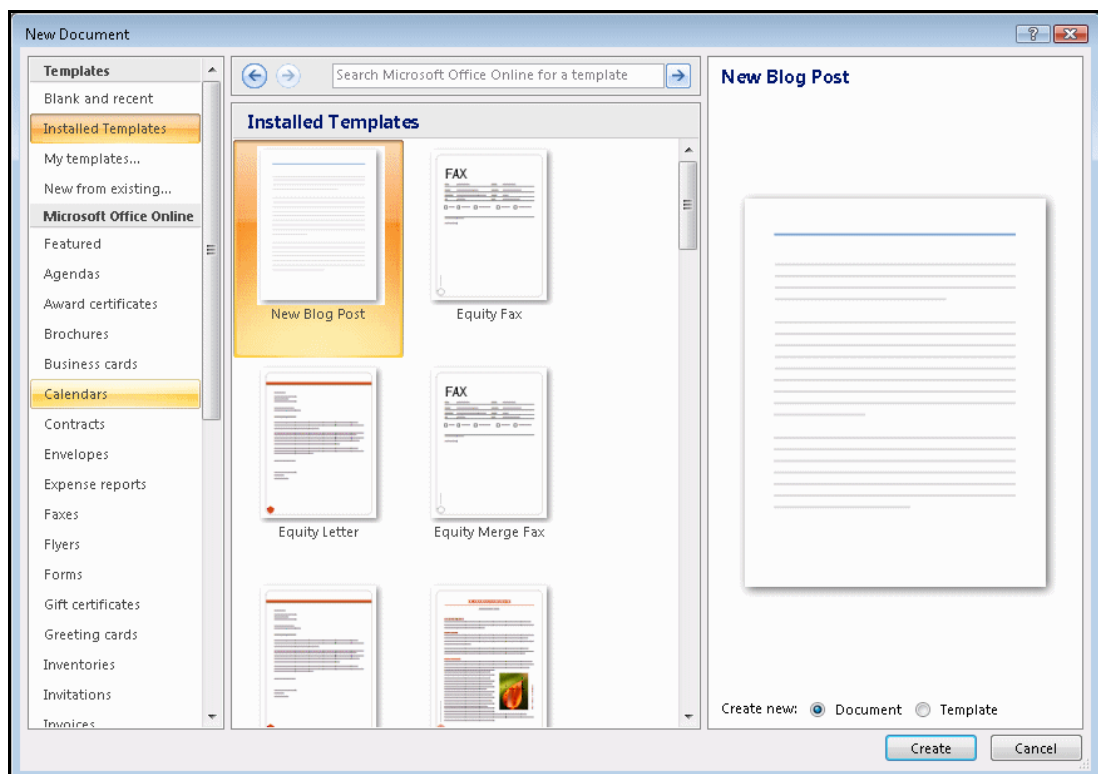 New Document
Templates
Blank and recent
Installed Templates
My templates...
New from existing...
Microsoft Office Online
Featured
Agendas
Award certificates
Brochures
Business cards
Calendars
Contracts
Envelopes
Expense reports
Faxes
Flyers
Forms
Gift certificates
Greeting cards
Inventories
Invitations
Invoices
Search Microsoft Office Online for a template
Installed Templates
FAX
New Blog Post
Equity Fax
FAX
Equity Letter
Equity Merge Fax
New Blog Post
Create new: Document Template
Create Cancel